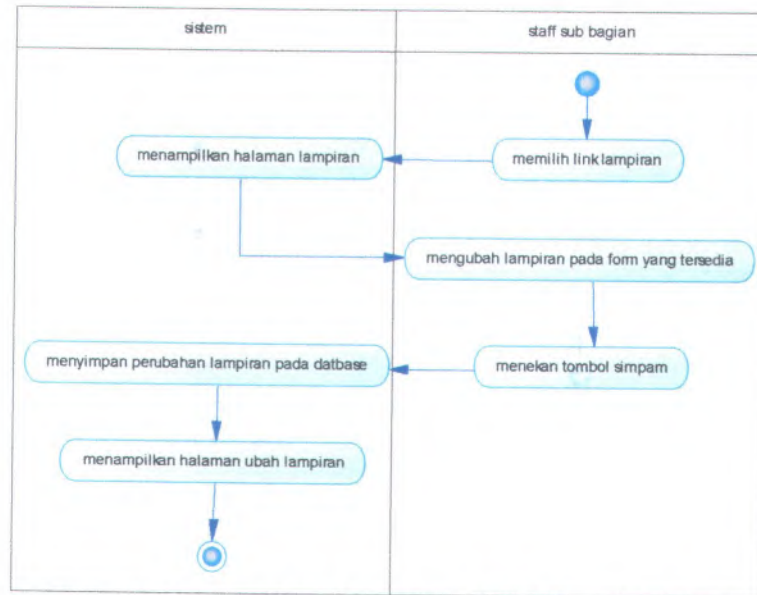 sistem
staff sub bagian
memilih link lampiran
menampilkan halaman lampiran
mengubah lampiran pada form yang tersedia
menekan tombol simpam
menyimpan perubahan lampiran pada datbase
menampilkan halaman ubah lampiran